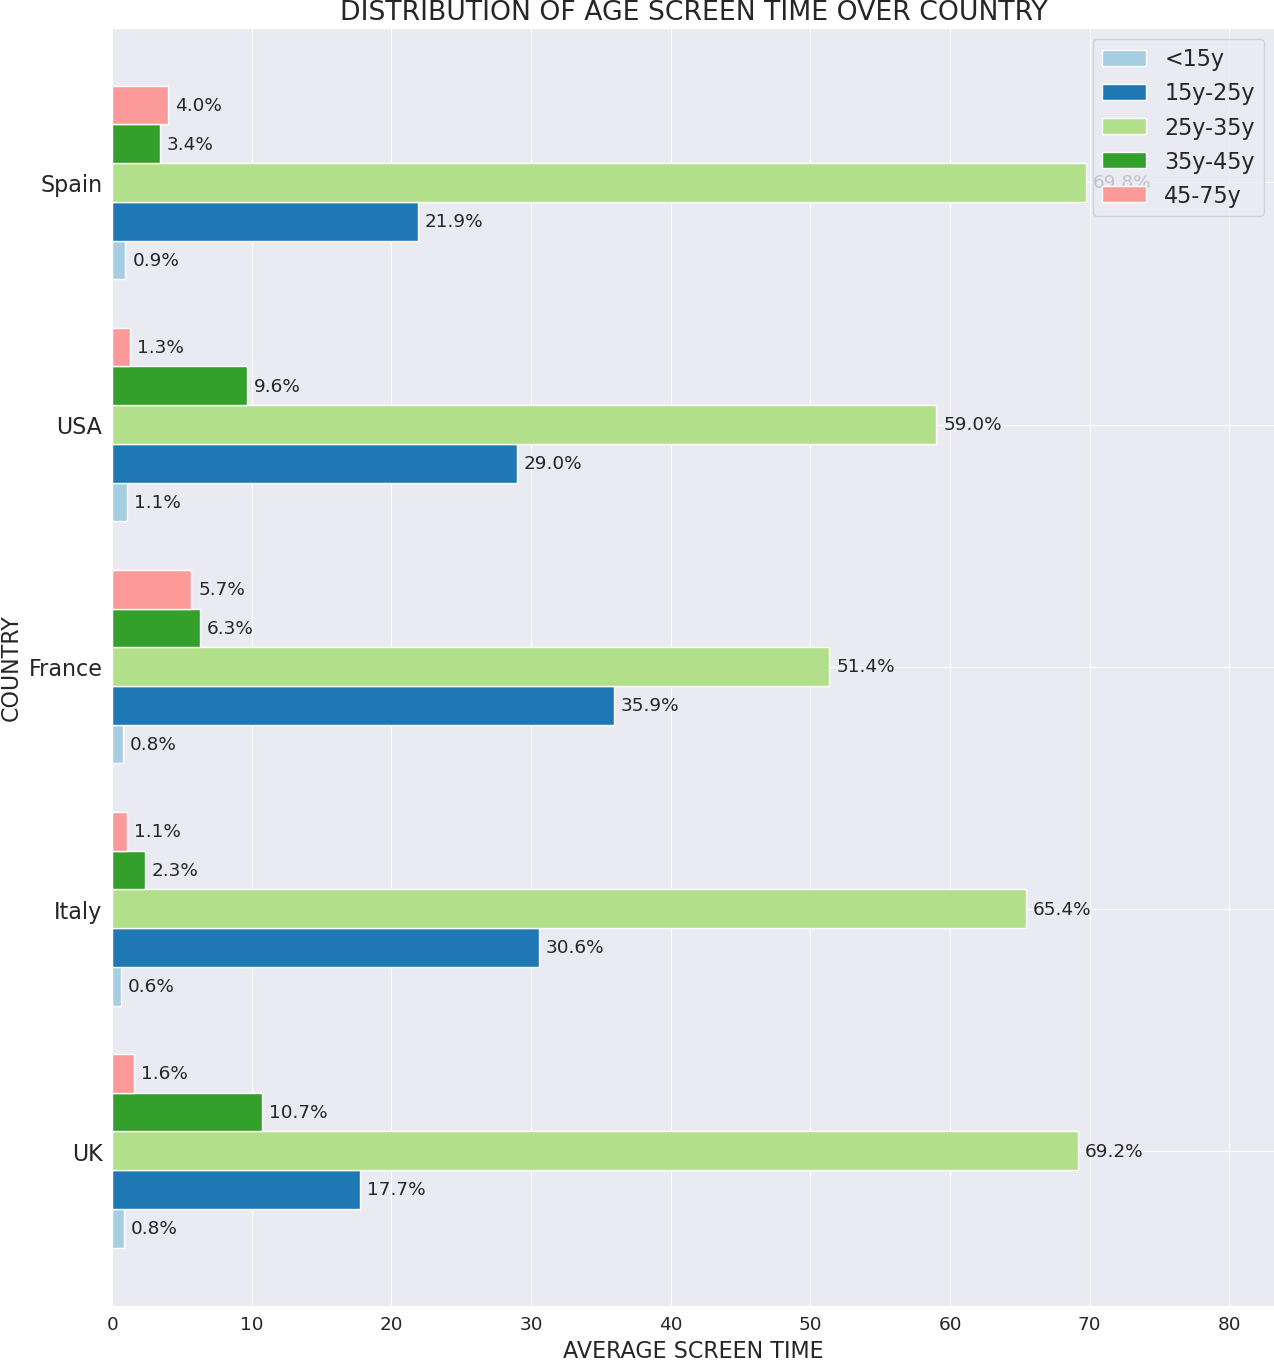 DISTRIBUTION OF AGE SCREEN TIME OVER COUNTRY
<15y
15y-25y
25y-35y
35y-45y
45-75y
4.0%
3.4%
Spain
69.8%
21.9%
0.9%
1.3%
9.6%
USA
59.0%
29.0%
1.1%
5.7%
6.3%
France
51.4%
35.9%
0.8%
1.1%
2.3%
Italy
65.4%
30.6%
0.6%
1.6%
10.7%
UK
69.2%
17.7%
0.8%
COUNTRY
0 10 20 30 40 50 60 70 80
AVERAGE SCREEN TIME